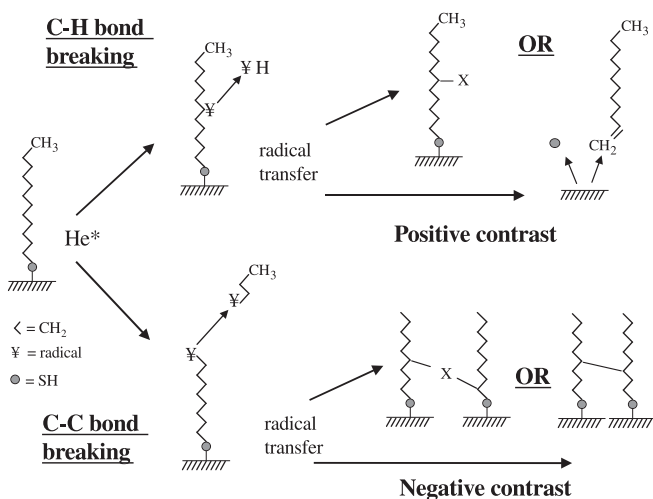 C-H bond
breaking
CH₃
¥ H
¥
CH₃
X
OR
CH₃
CH₂
radical
transfer
Positive contrast
CH₃
He*
< = CH₂
¥ = radical
= SH
CH₃
¥
¥
C-C bond
breaking
radical
transfer
X
OR
Negative contrast